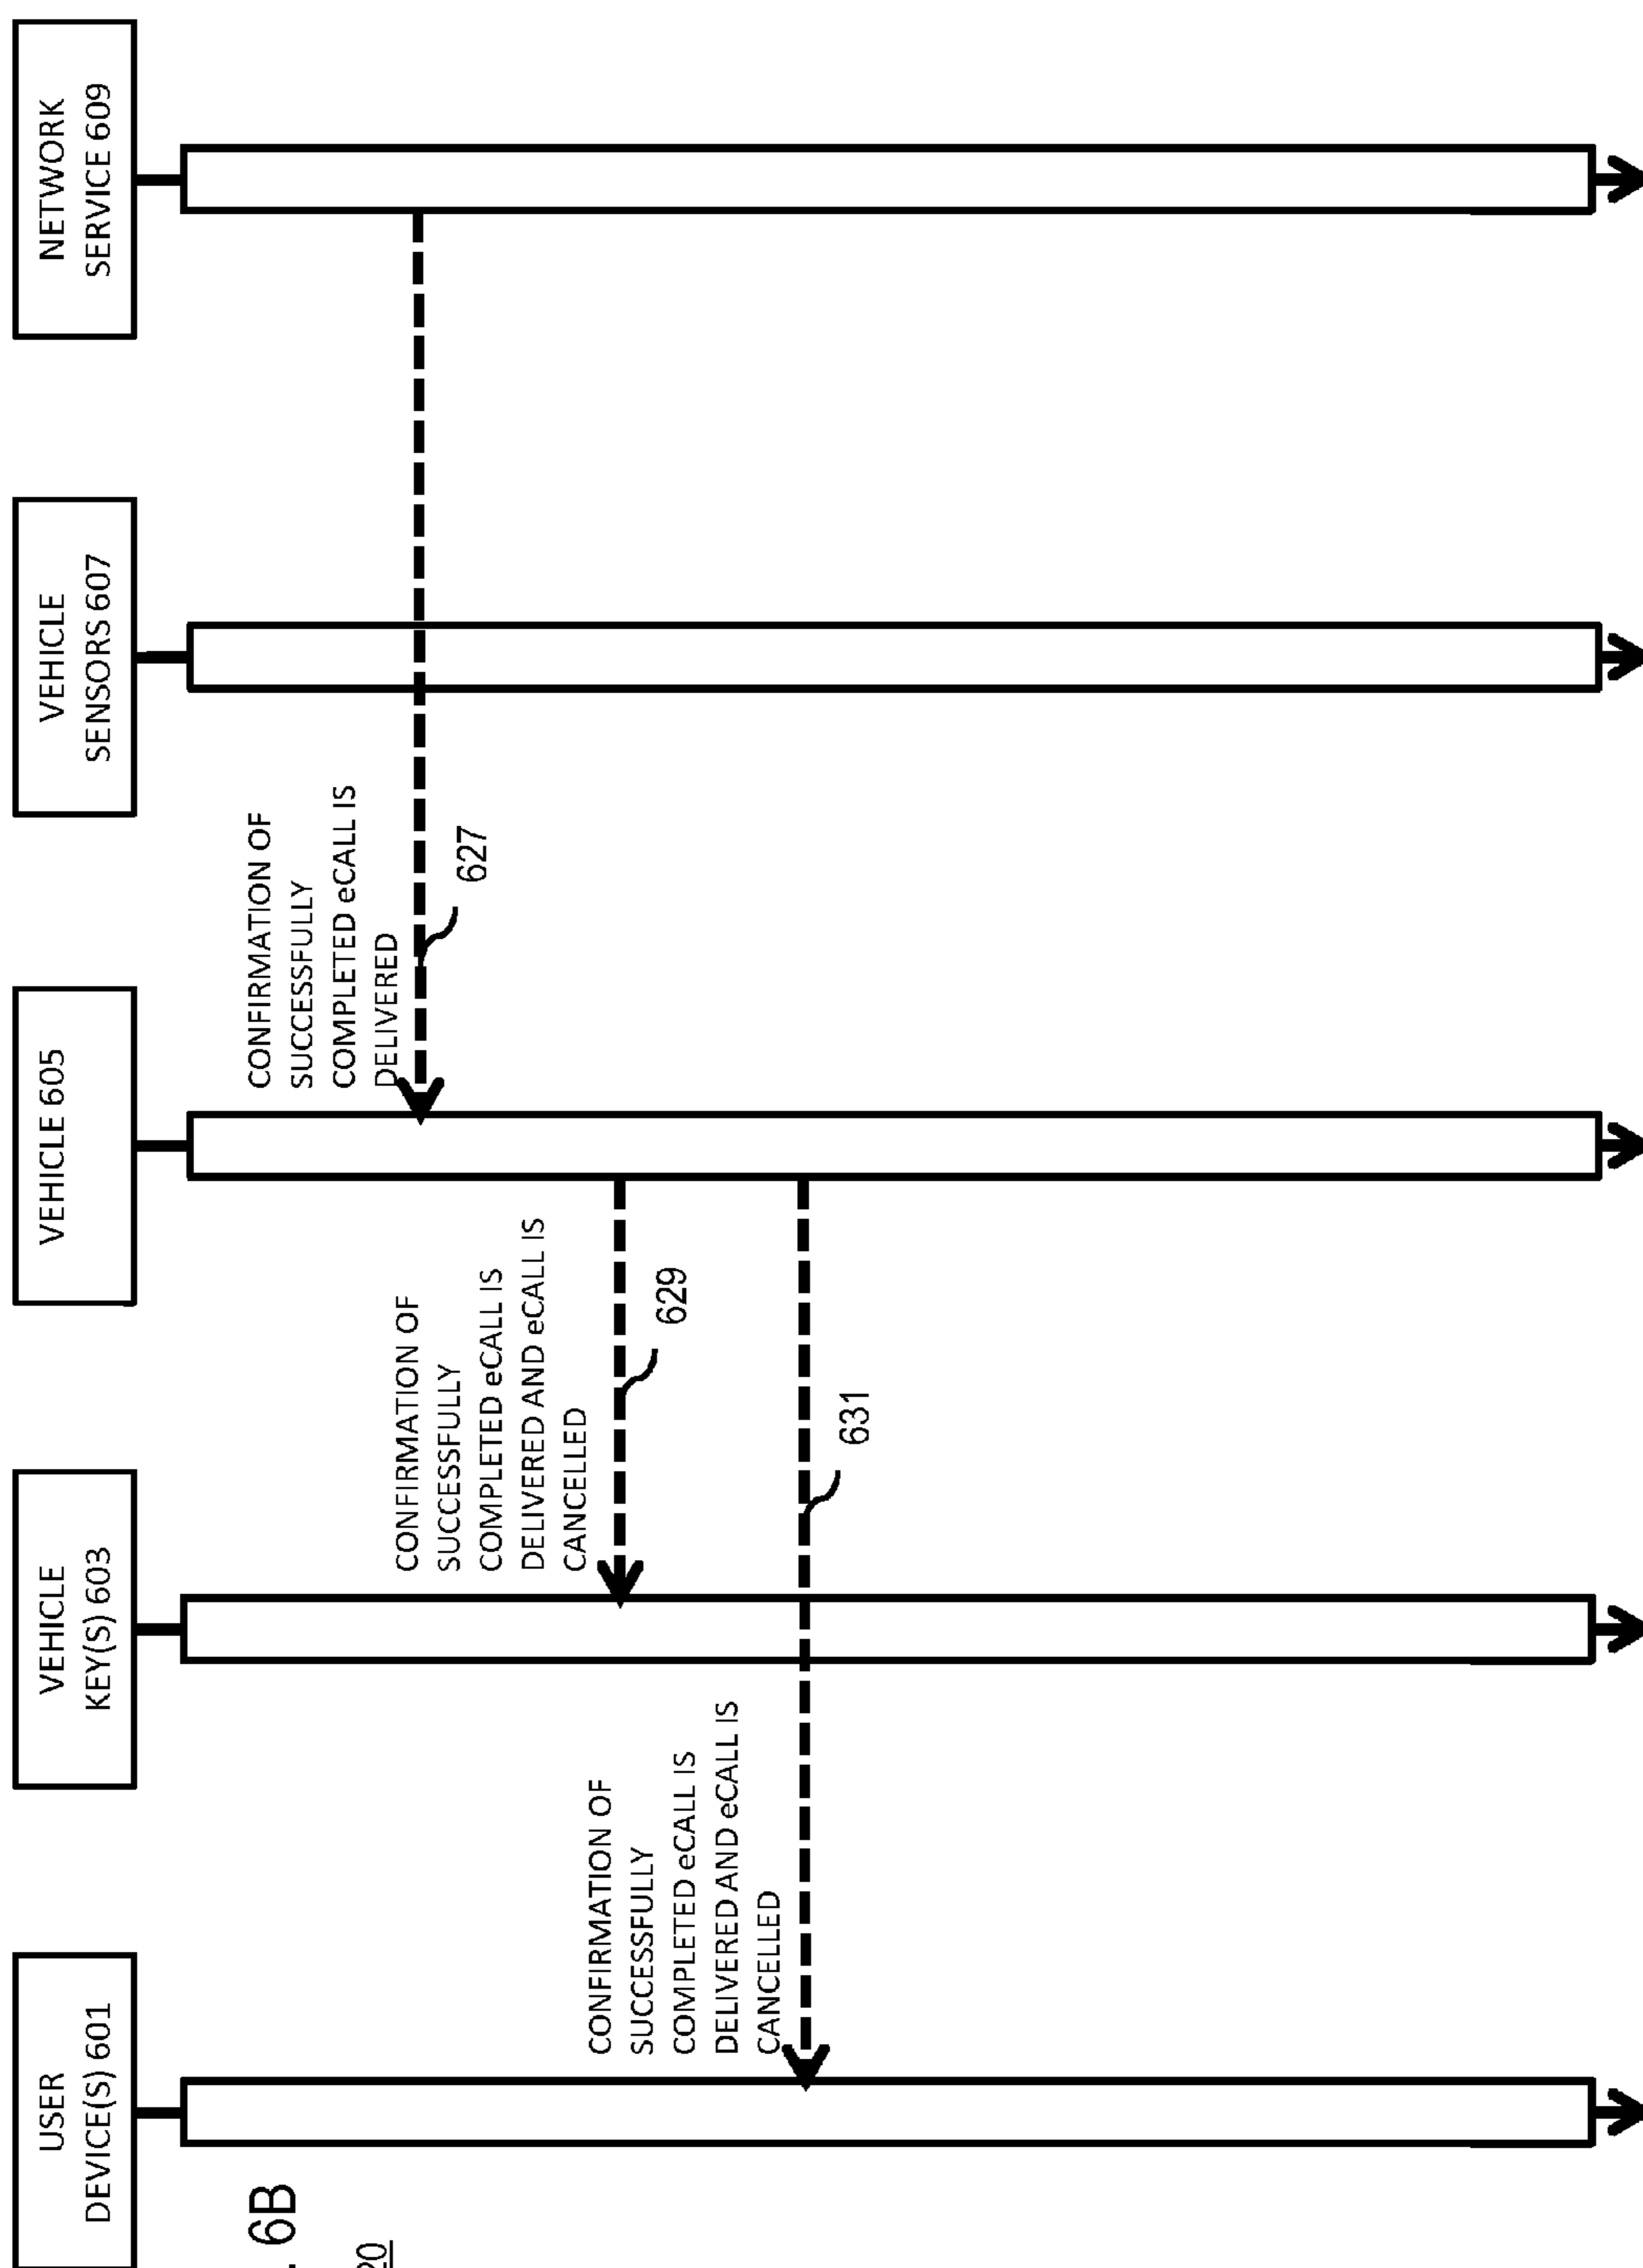 USER
DEVICE(S) 601
VEHICLE
KEY(S) 603
VEHICLE 605
VEHICLE
SENSORS 607
NETWORK
SERVICE 609
6B
CONFIRMATION OF
SUCCESSFULLY
COMPLETED eCALL IS
DELIVERED
627
CONFIRMATION OF
SUCCESSFULLY
COMPLETED eCALL IS
DELIVERED AND eCALL IS
CANCELLED
629
CONFIRMATION OF
SUCCESSFULLY
COMPLETED eCALL IS
DELIVERED AND eCALL IS
CANCELLED
631